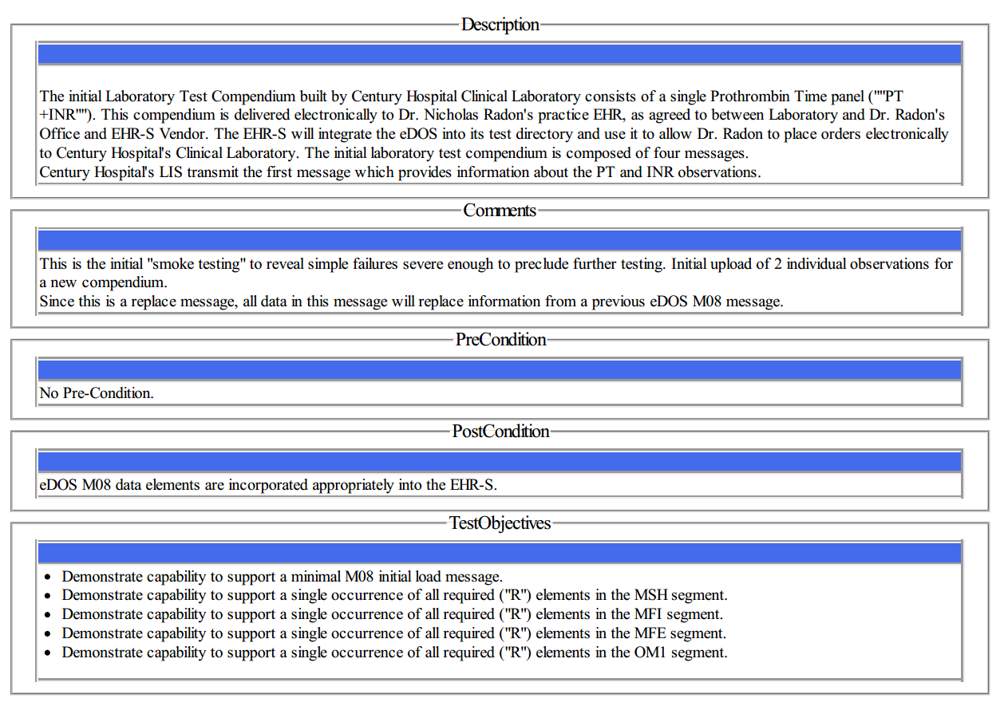 Description
The initial Laboratory Test Compendium built by Century Hospital Clinical Laboratory consists of a single Prothrombin Time panel (""PT
+INR""). This compendium is delivered electronically to Dr. Nicholas Radon's practice EHR, as agreed to between Laboratory and Dr. Radon's
Office and EHR-S Vendor. The EHR-S will integrate the eDOS into its test directory and use it to allow Dr. Radon to place orders electronically
to Century Hospital's Clinical Laboratory. The initial laboratory test compendium is composed of four messages.
Century Hospital's LIS transmit the first message which provides information about the PT and INR observations.
Comments
This is the initial "smoke testing" to reveal simple failures severe enough to preclude further testing. Initial upload of 2 individual observations for
a new compendium.
Since this is a replace message, all data in this message will replace information from a previous eDOS M08 message.
PreCondition
No Pre-Condition.
PostCondition
eDOS M08 data elements are incorporated appropriately into the EHR-S.
TestObjectives
• Demonstrate capability to support a minimal M08 initial load message.
• Demonstrate capability to support a single occurrence of all required ("R") elements in the MSH segment.
• Demonstrate capability to support a single occurrence of all required ("R") elements in the MFI segment.
• Demonstrate capability to support a single occurrence of all required ("R") elements in the MFE segment.
• Demonstrate capability to support a single occurrence of all required ("R") elements in the OM1 segment.